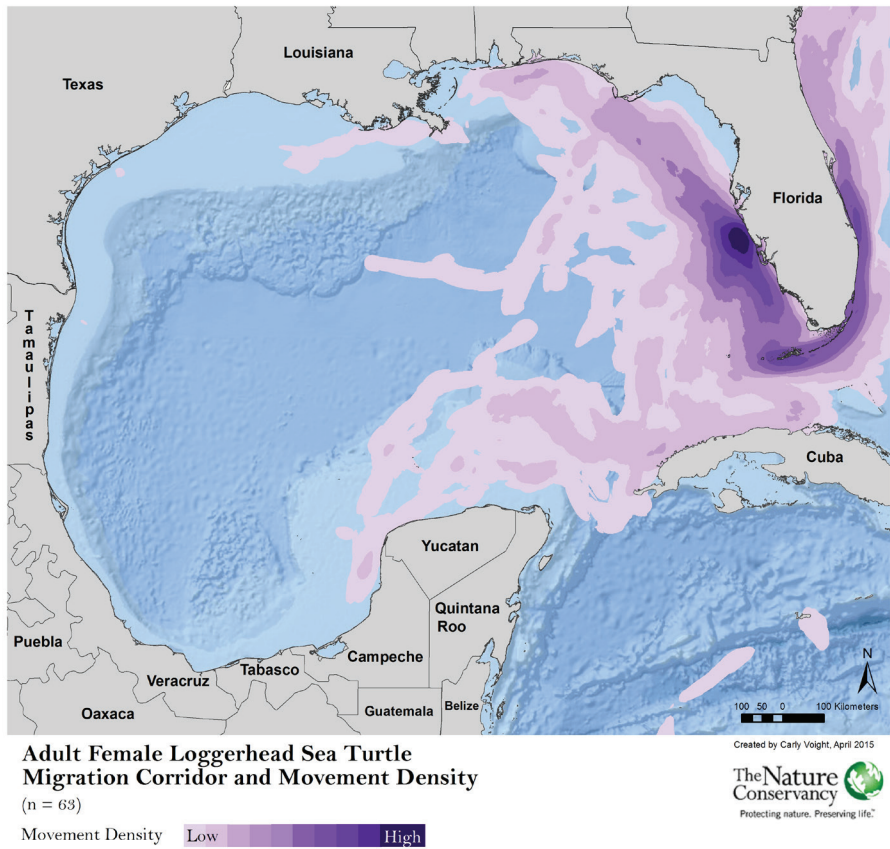 Louisiana
Texas
Florida
Tamaulipas
Cuba
Yucatan
Quintana
Roo
Puebla
Campeche
Tabasco
Veracruz
Belize
Guatemala
Oaxaca
N
100 50 0 100 Kilometers
Adult Female Loggerhead Sea Turtle
Migration Corridor and Movement Density
(n = 63)
Movement Density Low High
Created by Carly Voight, April 2015
The Nature
Conservancy
Protecting nature. Preserving life.™